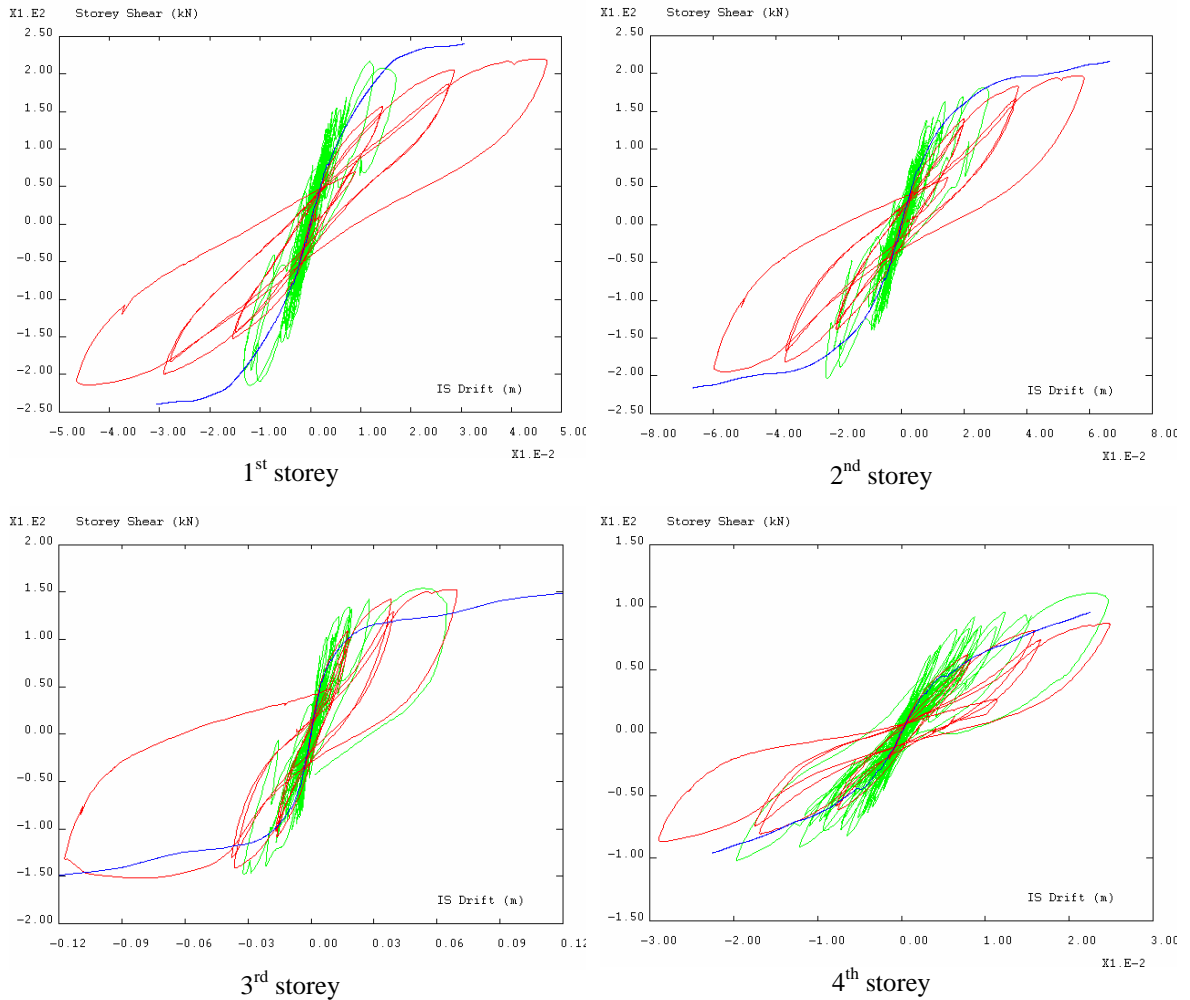 X1.E2 Storey Shear (kN)
2.50
2.00
1.50
1.00
0.50
0.00
-0.50
-1.00
-1.50
-2.00
-2.50
IS Drift (m)
-5.00 -4.00 -3.00 -2.00 -1.00 0.00 1.00 2.00 3.00 4.00 5.00
X1.E-2
1st storey
X1.E2 Storey Shear (kN)
2.50
2.00
1.50
1.00
0.50
0.00
-0.50
-1.00
-1.50
-2.00
-2.50
IS Drift (m)
-8.00 -6.00 -4.00 -2.00 0.00 2.00 4.00 6.00 8.00
X1.E-2
2nd storey
X1.E2 Storey Shear (kN)
2.00
1.50
1.00
0.50
0.00
-0.50
-1.00
-1.50
-2.00
IS Drift (m)
-0.12 -0.09 -0.06 -0.03 0.00 0.03 0.06 0.09 0.12
3rd storey
X1.E2 Storey Shear (kN)
1.50
1.00
0.50
0.00
-0.50
-1.00
-1.50
IS Drift (m)
-3.00 -2.00 -1.00 0.00 1.00 2.00 3.00
X1.E-2
4th storey